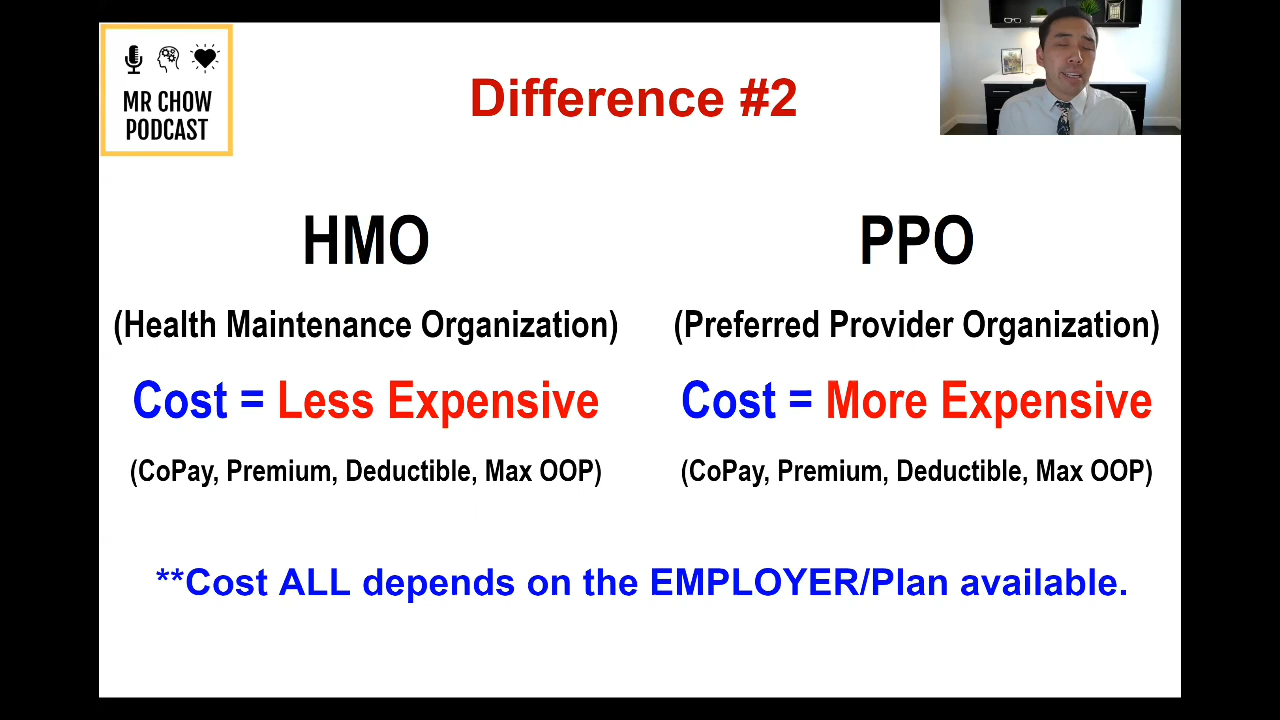 MR CHOW
PODCAST
Difference #2
HMO
(Health Maintenance Organization)
Cost = Less Expensive
(CoPay, Premium, Deductible, Max OOP)
PPO
(Preferred Provider Organization)
Cost = More Expensive
(CoPay, Premium, Deductible, Max OOP)
**Cost ALL depends on the EMPLOYER/Plan available.